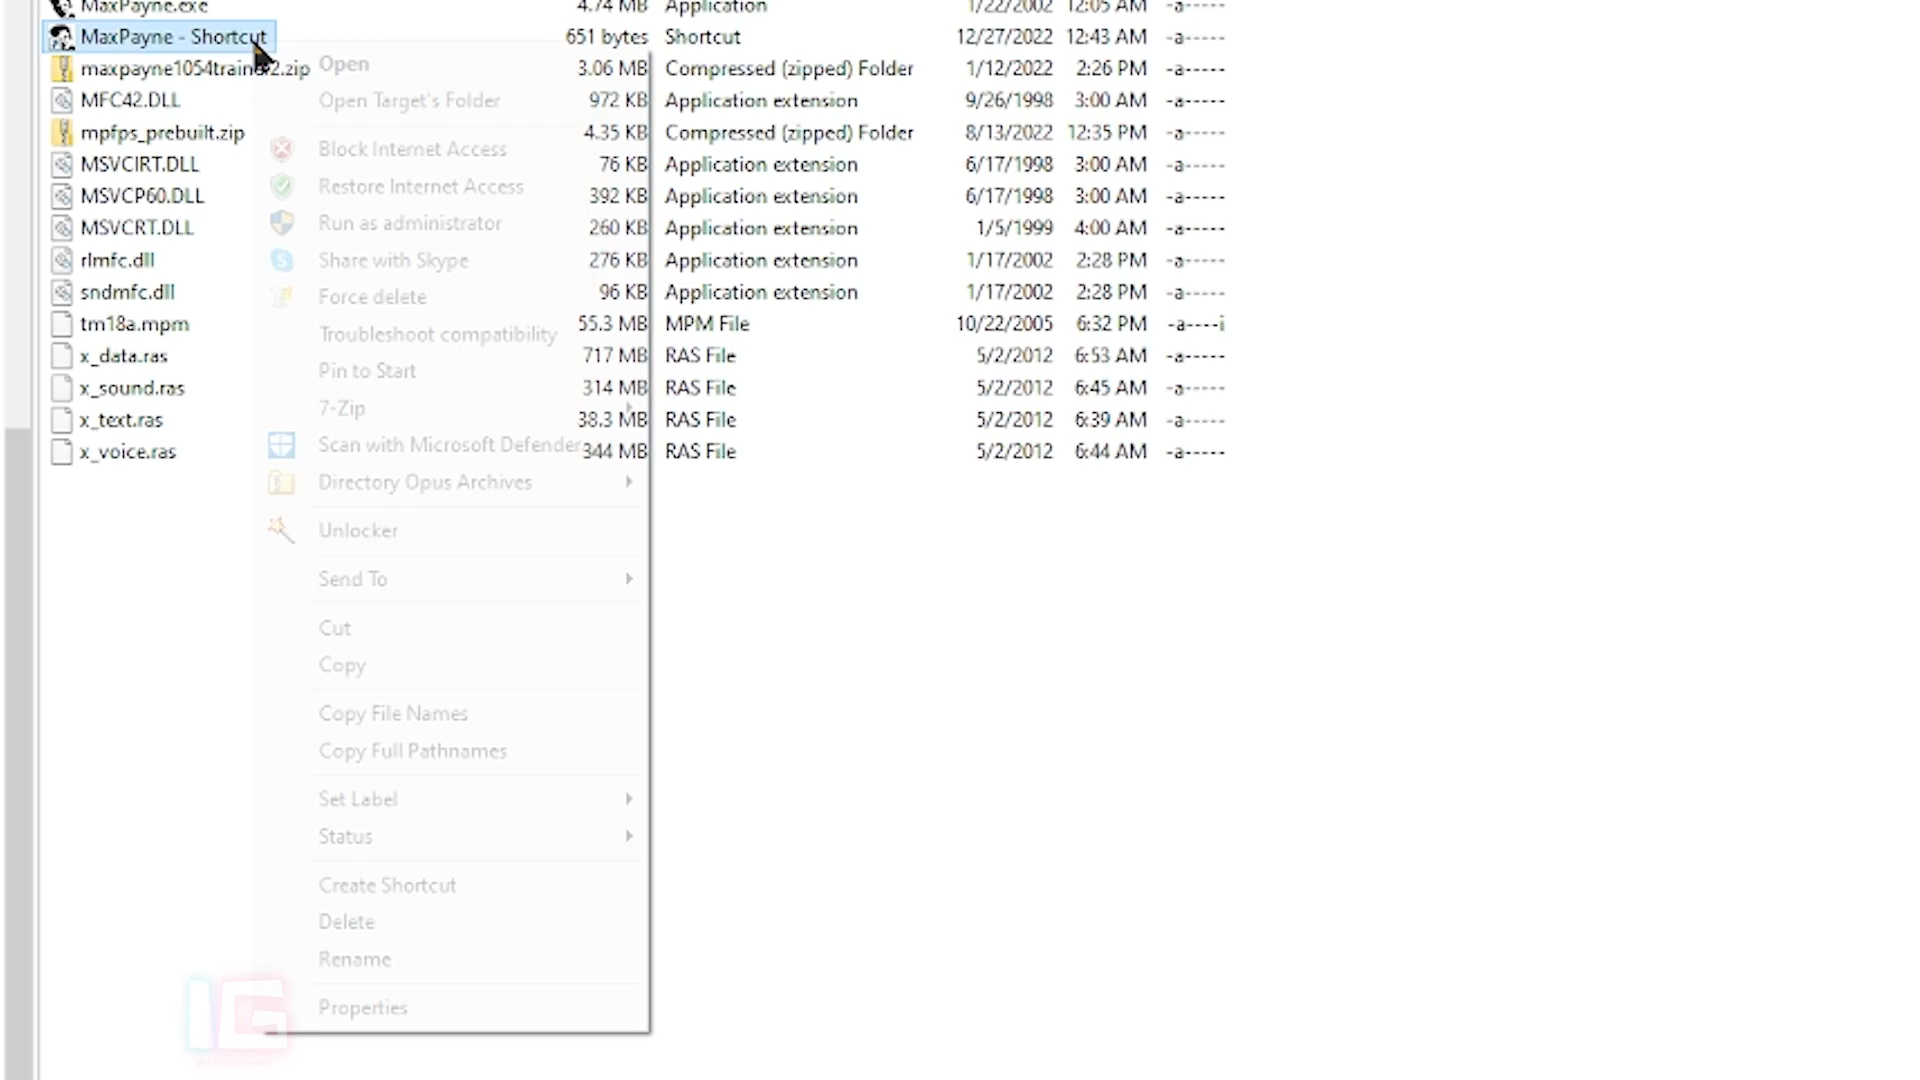 MaxPayne.exe 4.74 MB Application 1/22/2002 12:05 AM -a-----
MaxPayne - Shortcut 651 bytes Shortcut 12/27/2022 12:43 AM -a-----
maxpayne1054train 2.zip 3.06 MB Compressed (zipped) Folder 1/12/2022 2:26 PM -a-----
MFC42.DLL 972 KB Application extension 9/26/1998 3:00 AM -a-----
mpfps_prebuilt.zip 4.35 KB Compressed (zipped) Folder 8/13/2022 12:35 PM -a-----
MSVCIRT.DLL 76 KB Application extension 6/17/1998 3:00 AM -a-----
MSVCP60.DLL 392 KB Application extension 6/17/1998 3:00 AM -a-----
MSVCRT.DLL 260 KB Application extension 1/5/1999 4:00 AM -a-----
rlmfc.dll 276 KB Application extension 1/17/2002 2:28 PM -a-----
sndmfc.dll 96 KB Application extension 1/17/2002 2:28 PM -a-----
tm18a.mpm 55.3 MB MPM File 10/22/2005 6:32 PM -a----i
x_data.ras 717 MB RAS File 5/2/2012 6:53 AM -a-----
x_sound.ras 314 MB RAS File 5/2/2012 6:45 AM -a-----
x_text.ras 38.3 MB RAS File 5/2/2012 6:39 AM -a-----
x_voice.ras 344 MB RAS File 5/2/2012 6:44 AM -a-----
Open
Open Target's Folder
Block Internet Access
Restore Internet Access
Run as administrator
Share with Skype
Force delete
Troubleshoot compatibility
Pin to Start
7-Zip
Scan with Microsoft Defender
Directory Opus Archives
Unlocker
Send To
Cut
Copy
Copy File Names
Copy Full Pathnames
Set Label
Status
Create Shortcut
Delete
Rename
Properties
IG